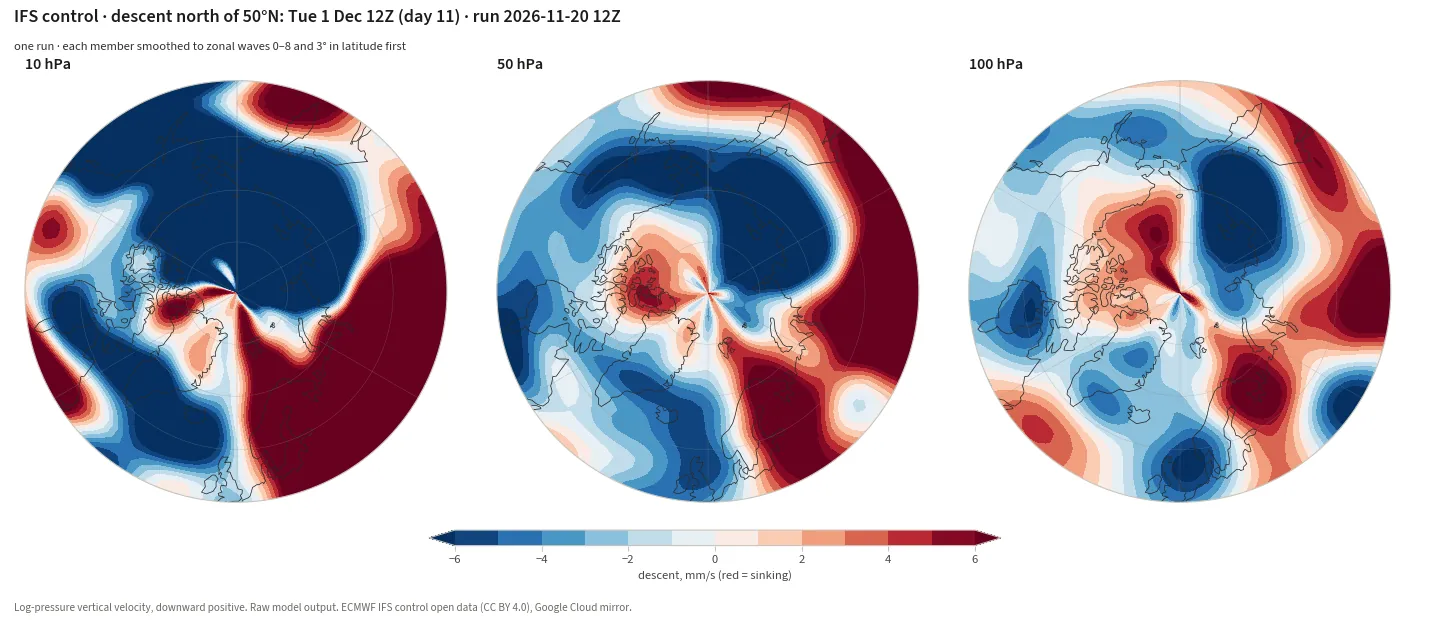 IFS control · descent north of 50°N: Tue 1 Dec 12Z (day 11) · run 2026-11-20 12Z
one run · each member smoothed to zonal waves 0–8 and 3° in latitude first
10 hPa
50 hPa
100 hPa
−6 −4 −2 0 2 4 6
descent, mm/s (red = sinking)
Log-pressure vertical velocity, downward positive. Raw model output. ECMWF IFS control open data (CC BY 4.0), Google Cloud mirror.